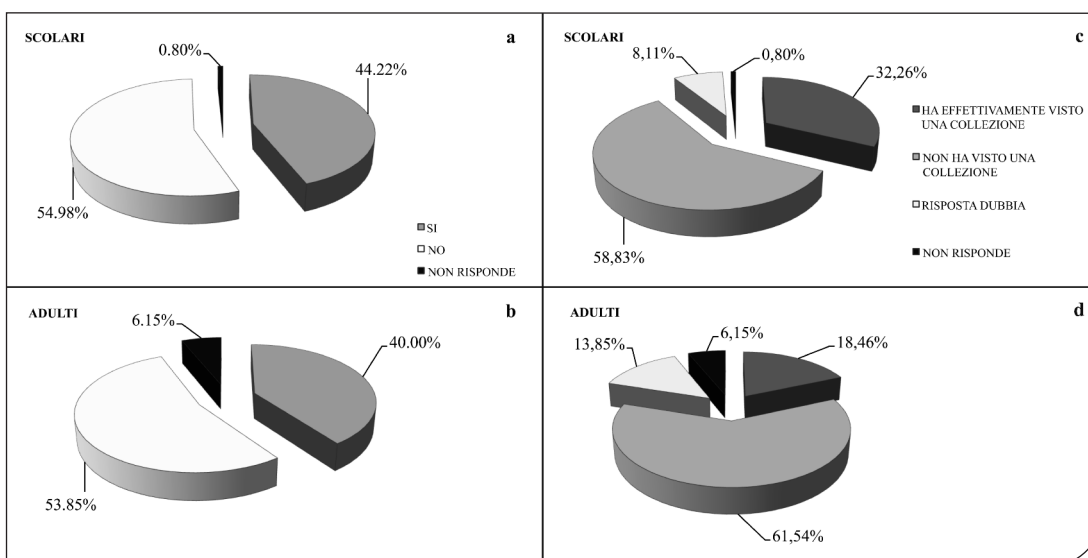 SCOLARI
a
0.80%
44.22%
54.98%
SI
NO
NON RISPONDE
SCOLARI
c
8,11%
0,80%
32,26%
58,83%
HA EFFETTIVAMENTE VISTO
UNA COLLEZIONE
NON HA VISTO UNA
COLLEZIONE
RISPOSTA DUBBIA
NON RISPONDE
ADULTI
b
6.15%
40.00%
53.85%
ADULTI
d
13,85%
6,15%
18,46%
61,54%